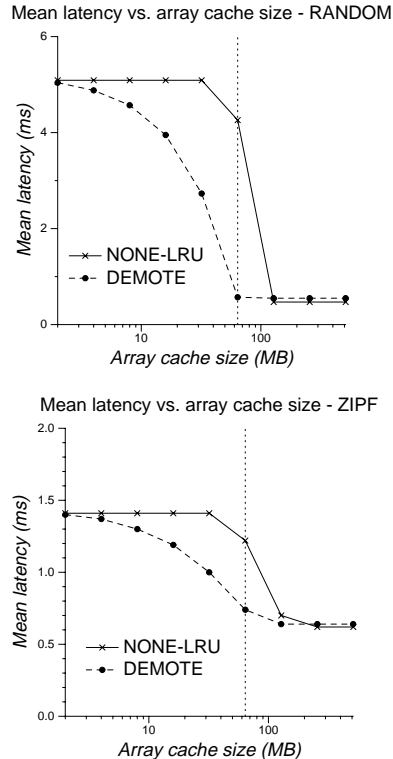 Mean latency vs. array cache size - RANDOM
6
4
2
0
Mean latency (ms)
NONE-LRU
DEMOTE
10
100
Array cache size (MB)
Mean latency vs. array cache size - ZIPF
2.0
1.5
1.0
0.5
0.0
Mean latency (ms)
NONE-LRU
DEMOTE
10
100
Array cache size (MB)